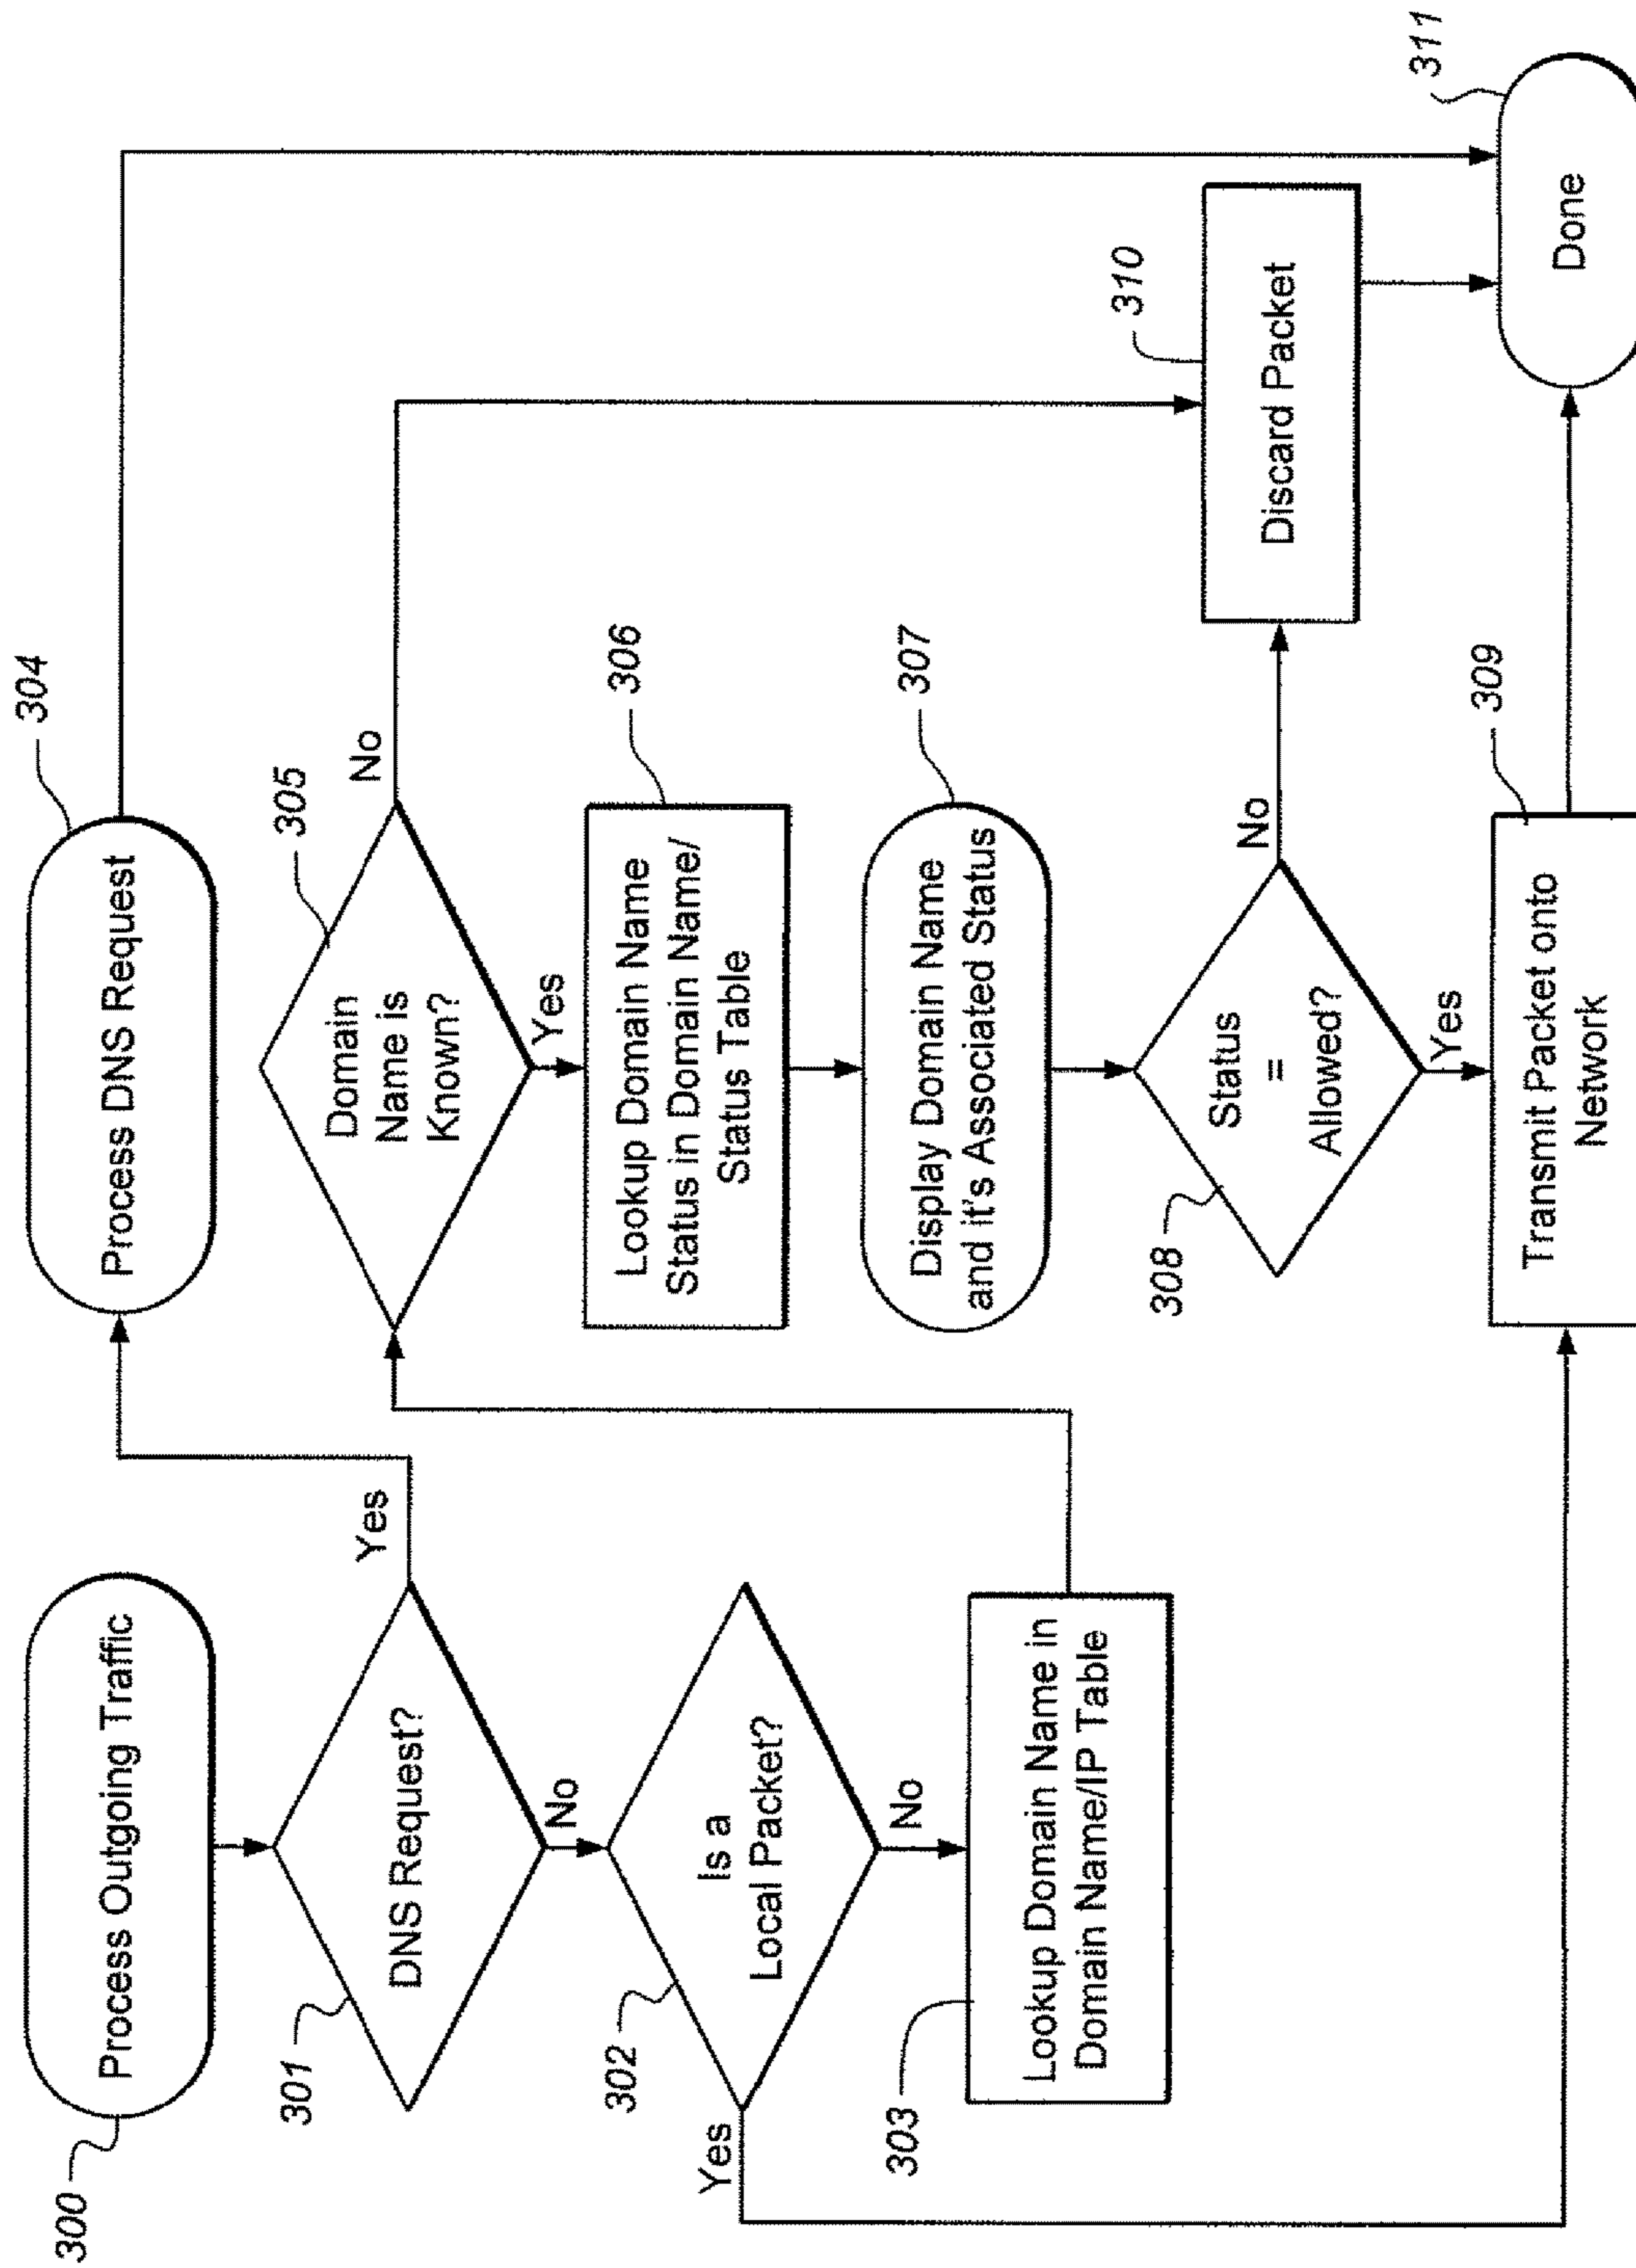 300
Process Outgoing Traffic
301
DNS Request?
Yes
No
302
Is a
Local Packet?
Yes
No
303
Lookup Domain Name in
Domain Name/IP Table
304
Process DNS Request
305
Domain
Name is
Known?
No
Yes
306
Lookup Domain Name
Status in Domain Name/
Status Table
307
Display Domain Name
and it's Associated Status
308
Status
=
Allowed?
No
Yes
309
Transmit Packet onto
Network
310
Discard Packet
311
Done